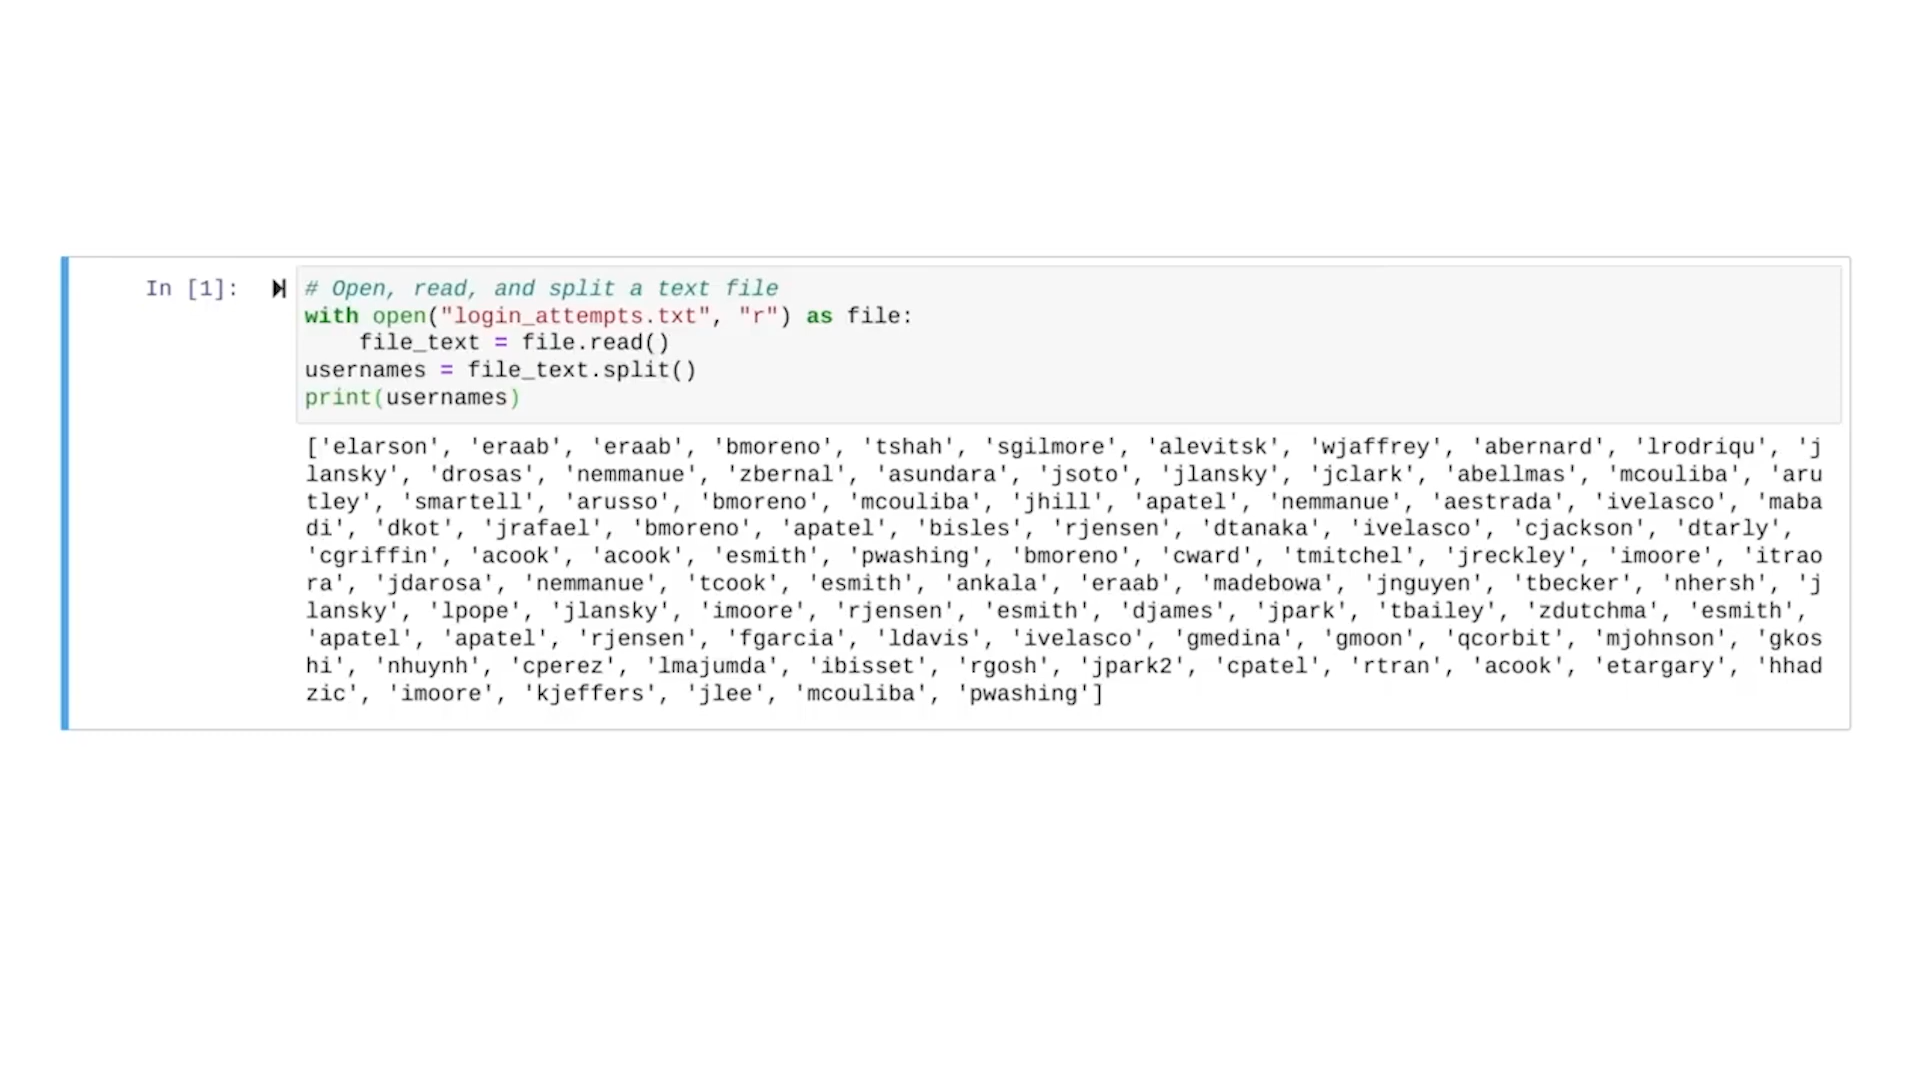 In [1]:
# Open, read, and split a text file
with open("login_attempts.txt", "r") as file:
    file_text = file.read()
usernames = file_text.split()
print(usernames)
['elarson', 'eraab', 'eraab', 'bmoreno', 'tshah', 'sgilmore', 'alevitsk', 'wjaffrey', 'abernard', 'lrodriqu', 'j
lansky', 'drosas', 'nemmanue', 'zbernal', 'asundara', 'jsoto', 'jlansky', 'jclark', 'abellmas', 'mcouliba', 'aru
tley', 'smartell', 'arusso', 'bmoreno', 'mcouliba', 'jhill', 'apatel', 'nemmanue', 'aestrada', 'ivelasco', 'maba
di', 'dkot', 'jrafael', 'bmoreno', 'apatel', 'bisles', 'rjensen', 'dtanaka', 'ivelasco', 'cjackson', 'dtarly',
'cgriffin', 'acook', 'acook', 'esmith', 'pwashing', 'bmoreno', 'cward', 'tmitchel', 'jreckley', 'imoore', 'itrao
ra', 'jdarosa', 'nemmanue', 'tcook', 'esmith', 'ankala', 'eraab', 'madebowa', 'jnguyen', 'tbecker', 'nhersh', 'j
lansky', 'lpope', 'jlansky', 'imoore', 'rjensen', 'esmith', 'djames', 'jpark', 'tbailey', 'zdutchma', 'esmith',
'apatel', 'apatel', 'rjensen', 'fgarcia', 'ldavis', 'ivelasco', 'gmedina', 'gmoon', 'qcorbit', 'mjohnson', 'gkos
hi', 'nhuynh', 'cperez', 'lmajumda', 'ibisset', 'rgosh', 'jpark2', 'cpatel', 'rtran', 'acook', 'etargary', 'hhad
zic', 'imoore', 'kjeffers', 'jlee', 'mcouliba', 'pwashing']